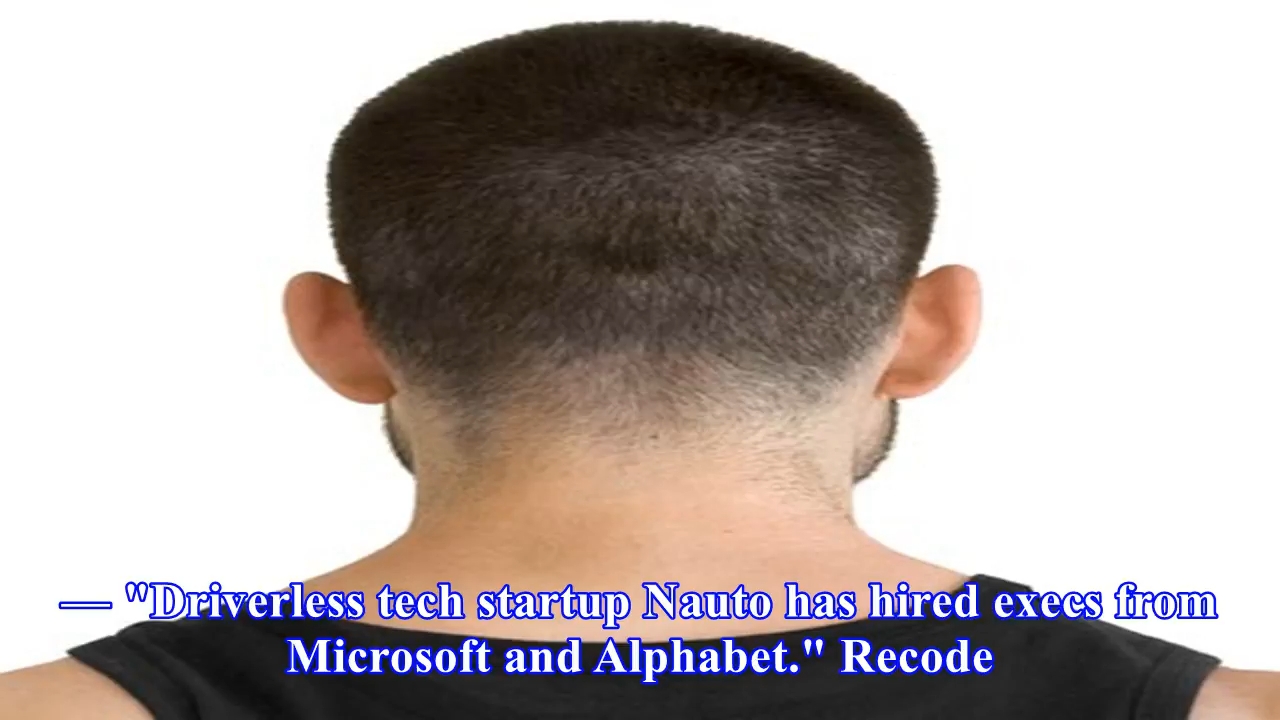 — "Driverless tech startup Nauto has hired execs from
Microsoft and Alphabet." Recode